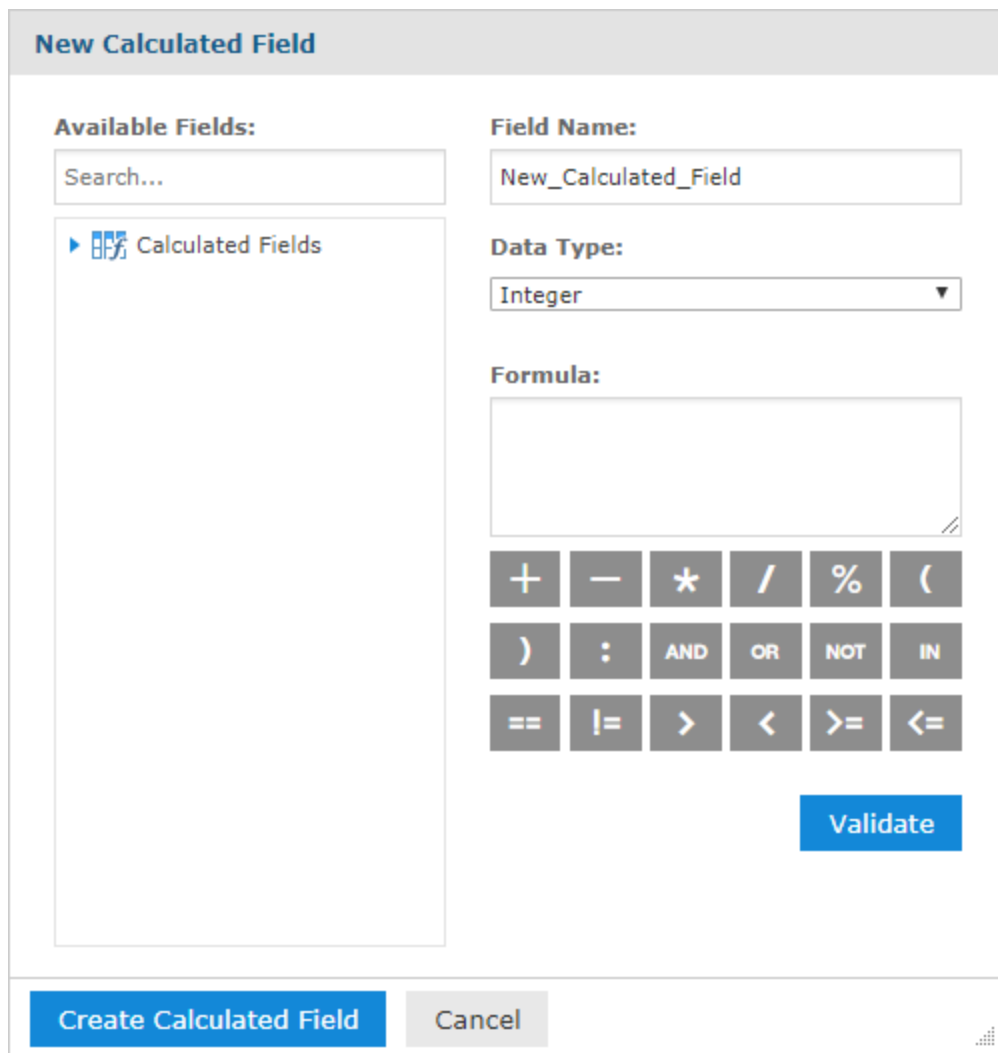 New Calculated Field
Available Fields:
Search...
Calculated Fields
Field Name:
New_Calculated_Field
Data Type:
Integer
Formula:
+ − * / % (
) : AND OR NOT IN
== != > < >= <=
Validate
Create Calculated Field
Cancel